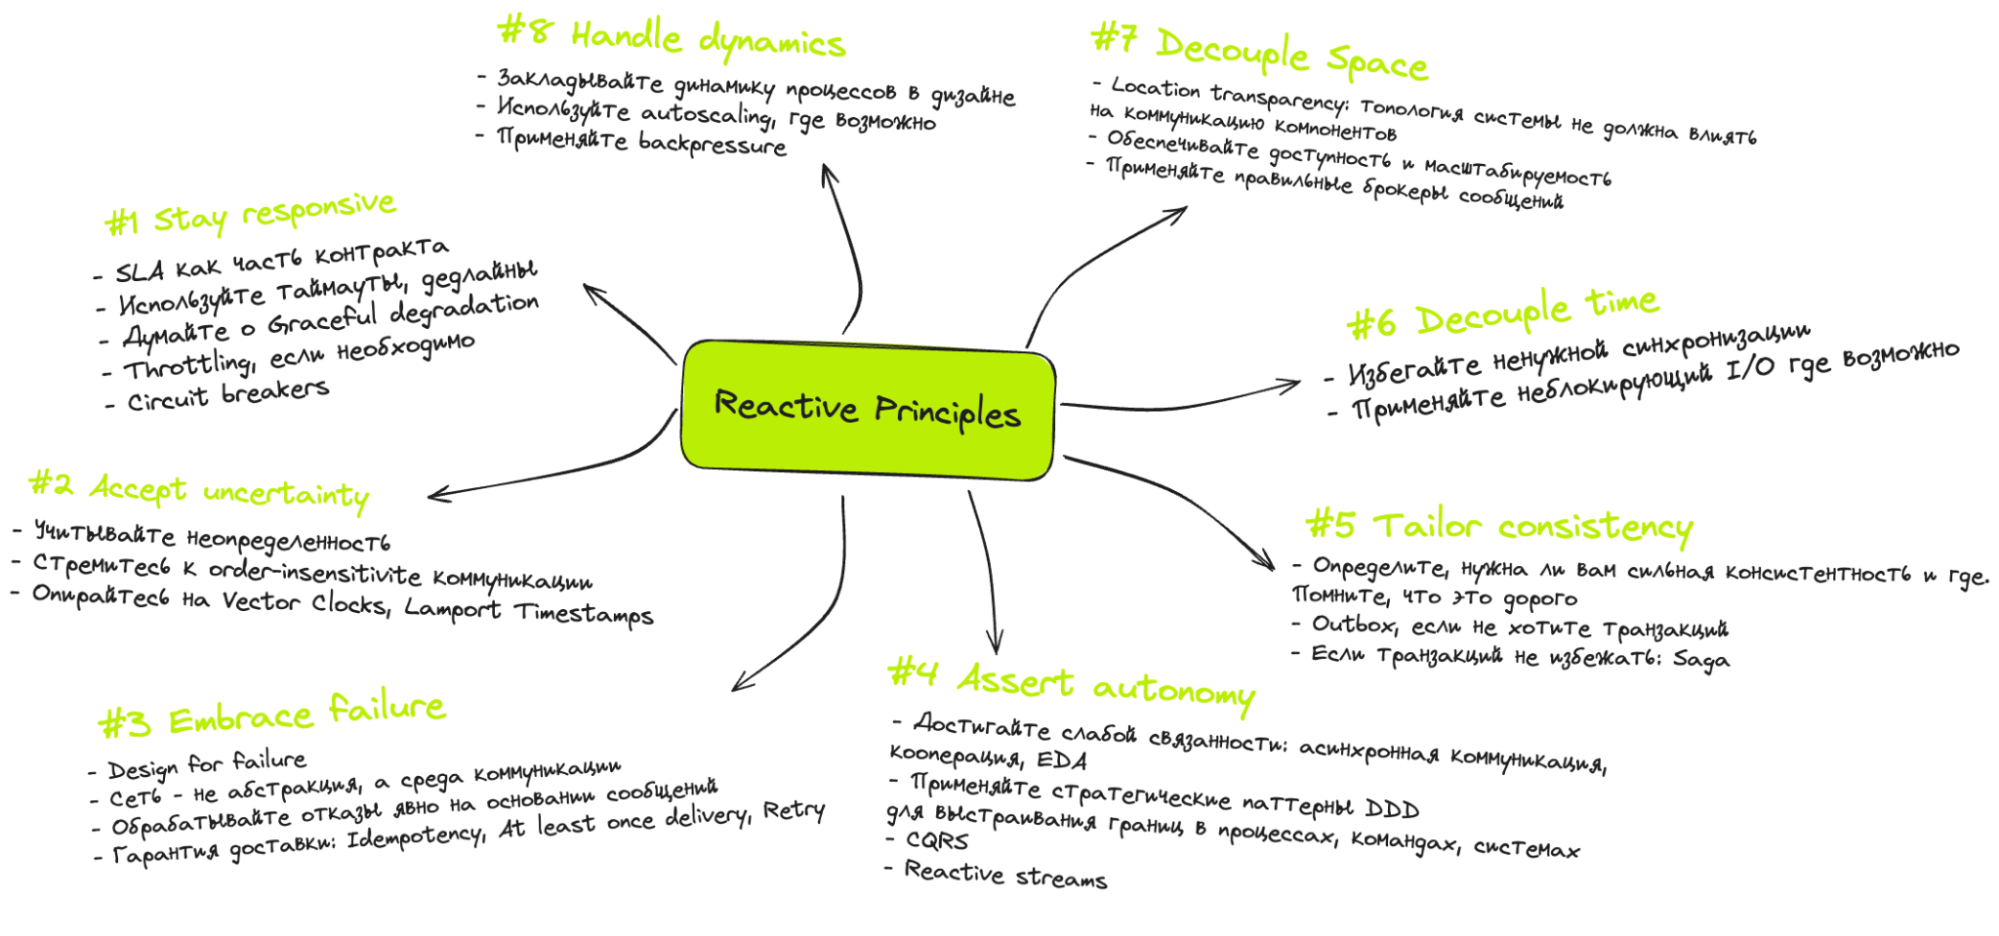 #8 Handle dynamics
- Закладывайте динамику процессов в дизайне
- Используйте autoscaling, где возможно
- Применяйте backpressure
#7 Decouple Space
- Location transparency: топология системы не должна влиять
на коммуникацию компонентов
- Обеспечивайте доступность и масштабируемость
- Применяйте правильные брокеры сообщений
#1 Stay responsive
- SLA как часть контракта
- Используйте таймауты, дедлайны
- Думайте о Graceful degradation
- Throttling, если необходимо
- Circuit breakers
#6 Decouple time
- Избегайте ненужной синхронизации
- Применяйте неблокирующий I/O где возможно
Reactive Principles
#2 Accept uncertainty
- Учитывайте неопределенность
- Стремитесь к order-insensitivite коммуникации
- Опирайтесь на Vector Clocks, Lamport Timestamps
#5 Tailor consistency
- Определите, нужна ли вам сильная консистентность и где.
Помните, что это дорого
- Outbox, если не хотите транзакций
- Если транзакций не избежать: Saga
#3 Embrace failure
- Design for failure
- Сеть - не абстракция, а среда коммуникации
- Обрабатывайте отказы явно на основании сообщений
- Гарантия доставки: Idempotency, At least once delivery, Retry
#4 Assert autonomy
- Достигайте слабой связанности: асинхронная коммуникация,
кооперация, EDA
- Применяйте стратегические паттерны DDD
для выстраивания границ в процессах, командах, системах
- CQRS
- Reactive streams